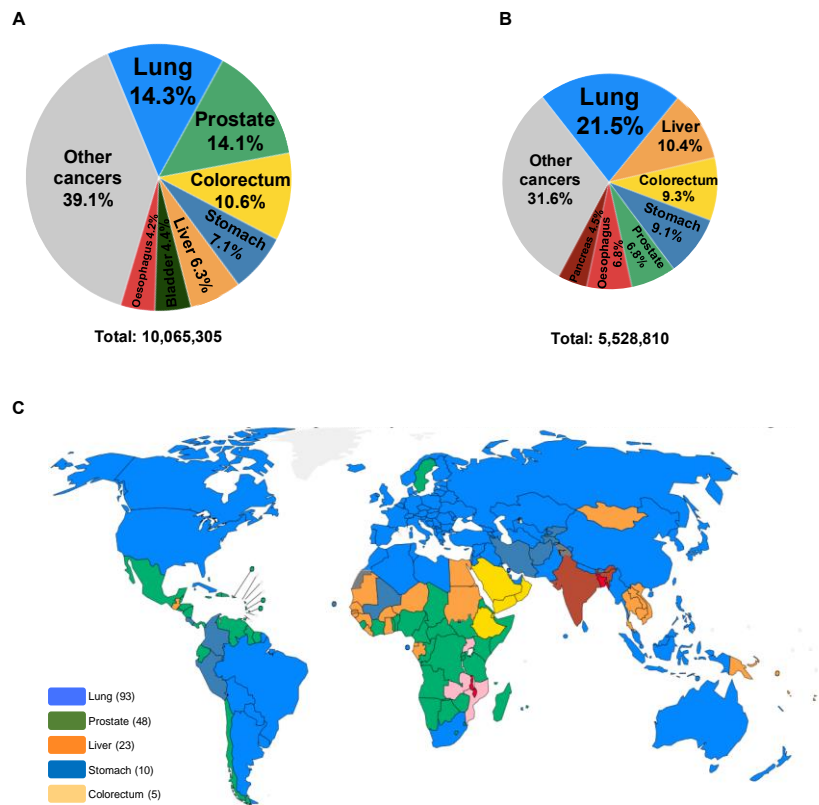 A
Lung
14.3%
Prostate
14.1%
Colorectum
10.6%
Stomach
7.1%
Liver 6.3%
Bladder 4.4%
Oesophagus 4.2%
Other
cancers
39.1%
Total: 10,065,305
B
Lung
21.5%
Liver
10.4%
Colorectum
9.3%
Stomach
9.1%
Prostate
6.8%
Oesophagus
6.8%
Pancreas 4.5%
Other
cancers
31.6%
Total: 5,528,810
C
Lung (93)
Prostate (48)
Liver (23)
Stomach (10)
Colorectum (5)